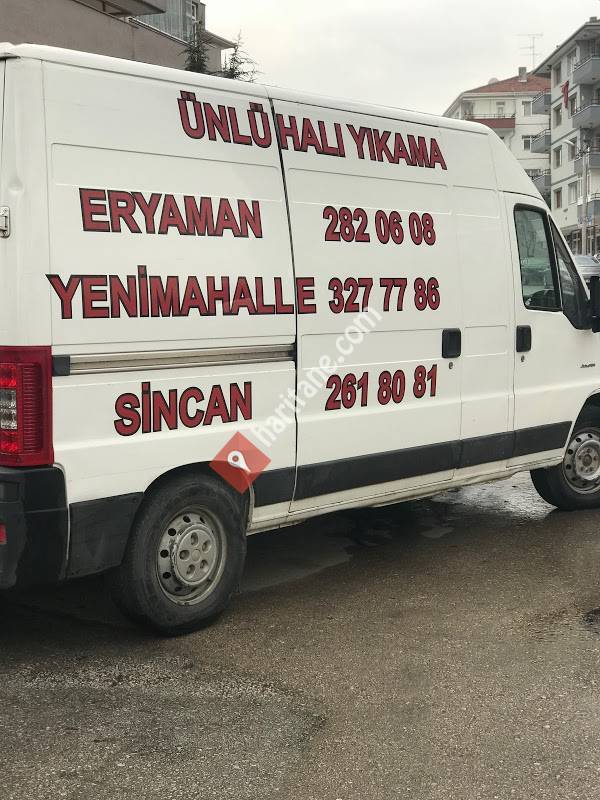 ÜNLÜ HALI YIKAMA
ERYAMAN 282 06 08
YENİMAHALLE 327 77 86
SİNCAN 261 80 81
haritane.com